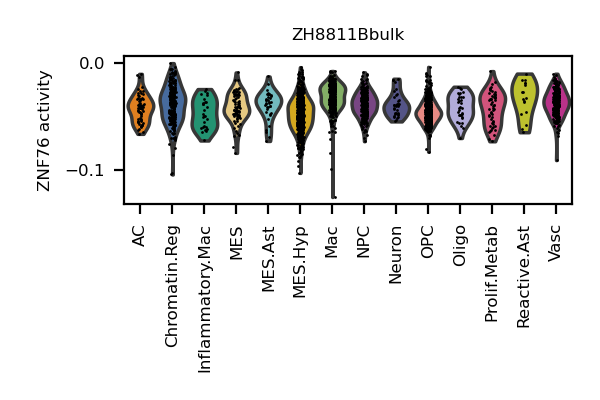 ZH8811Bbulk
ZNF76 activity
0.0
−0.1
AC
Chromatin.Reg
Inflammatory.Mac
MES
MES.Ast
MES.Hyp
Mac
NPC
Neuron
OPC
Oligo
Prolif.Metab
Reactive.Ast
Vasc